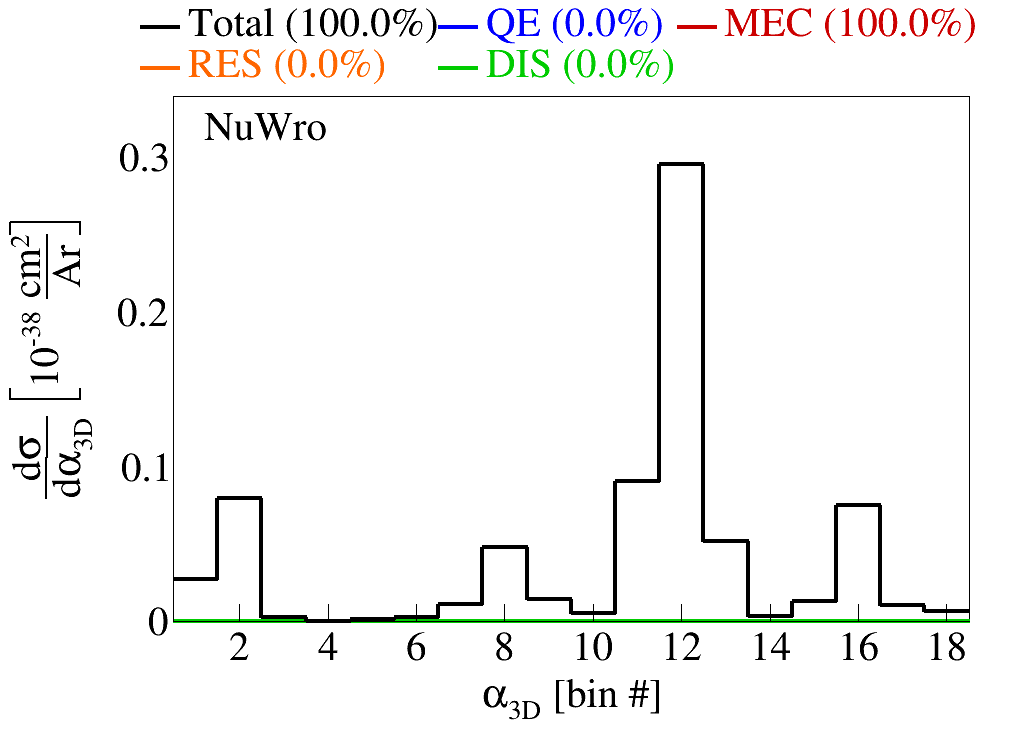 Total (100.0%) QE (0.0%) MEC (100.0%)
RES (0.0%) DIS (0.0%)
NuWro
0.3
0.2
0.1
0
dσ/dα3D [10^-38 cm^2/Ar]
2 4 6 8 10 12 14 16 18
α3D [bin #]